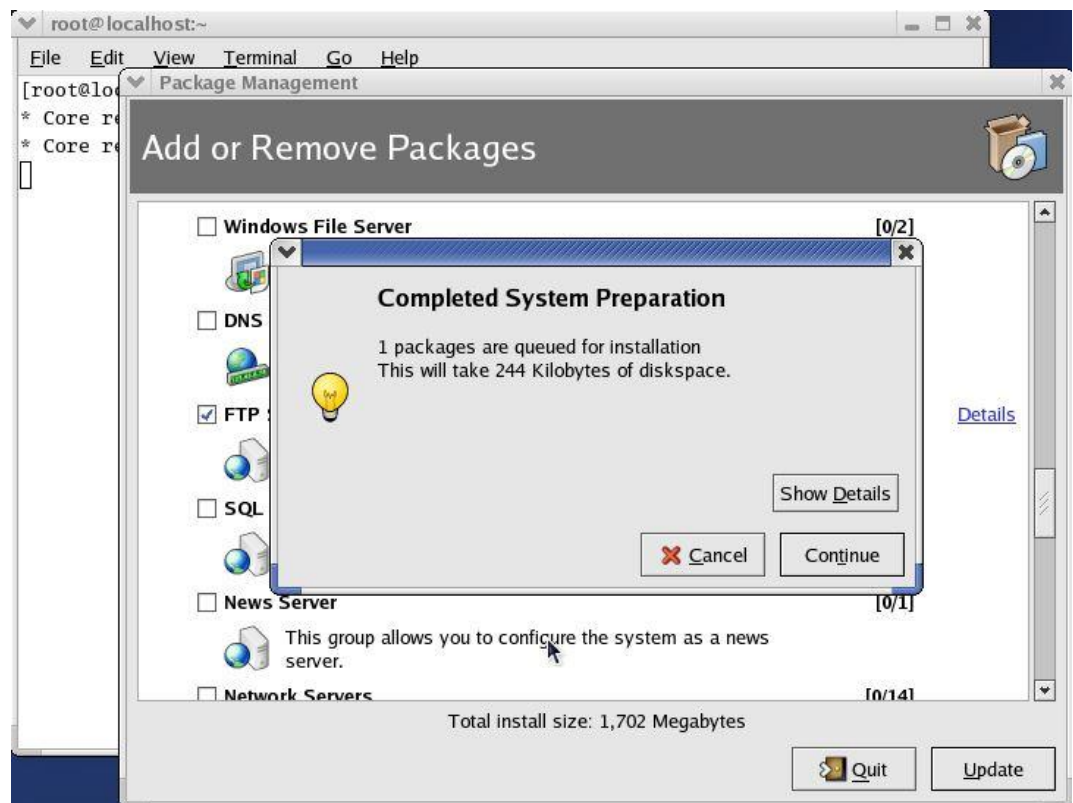 root@localhost:~
File Edit View Terminal Go Help
[root@lo
* Core re
* Core re
Package Management
Add or Remove Packages
Windows File Server [0/2]
Completed System Preparation
1 packages are queued for installation
This will take 244 Kilobytes of diskspace.
Show Details
Cancel Continue
DNS
FTP Details
SQL
News Server [0/1]
This group allows you to configure the system as a news
server.
Network Servers [0/14]
Total install size: 1,702 Megabytes
Quit Update